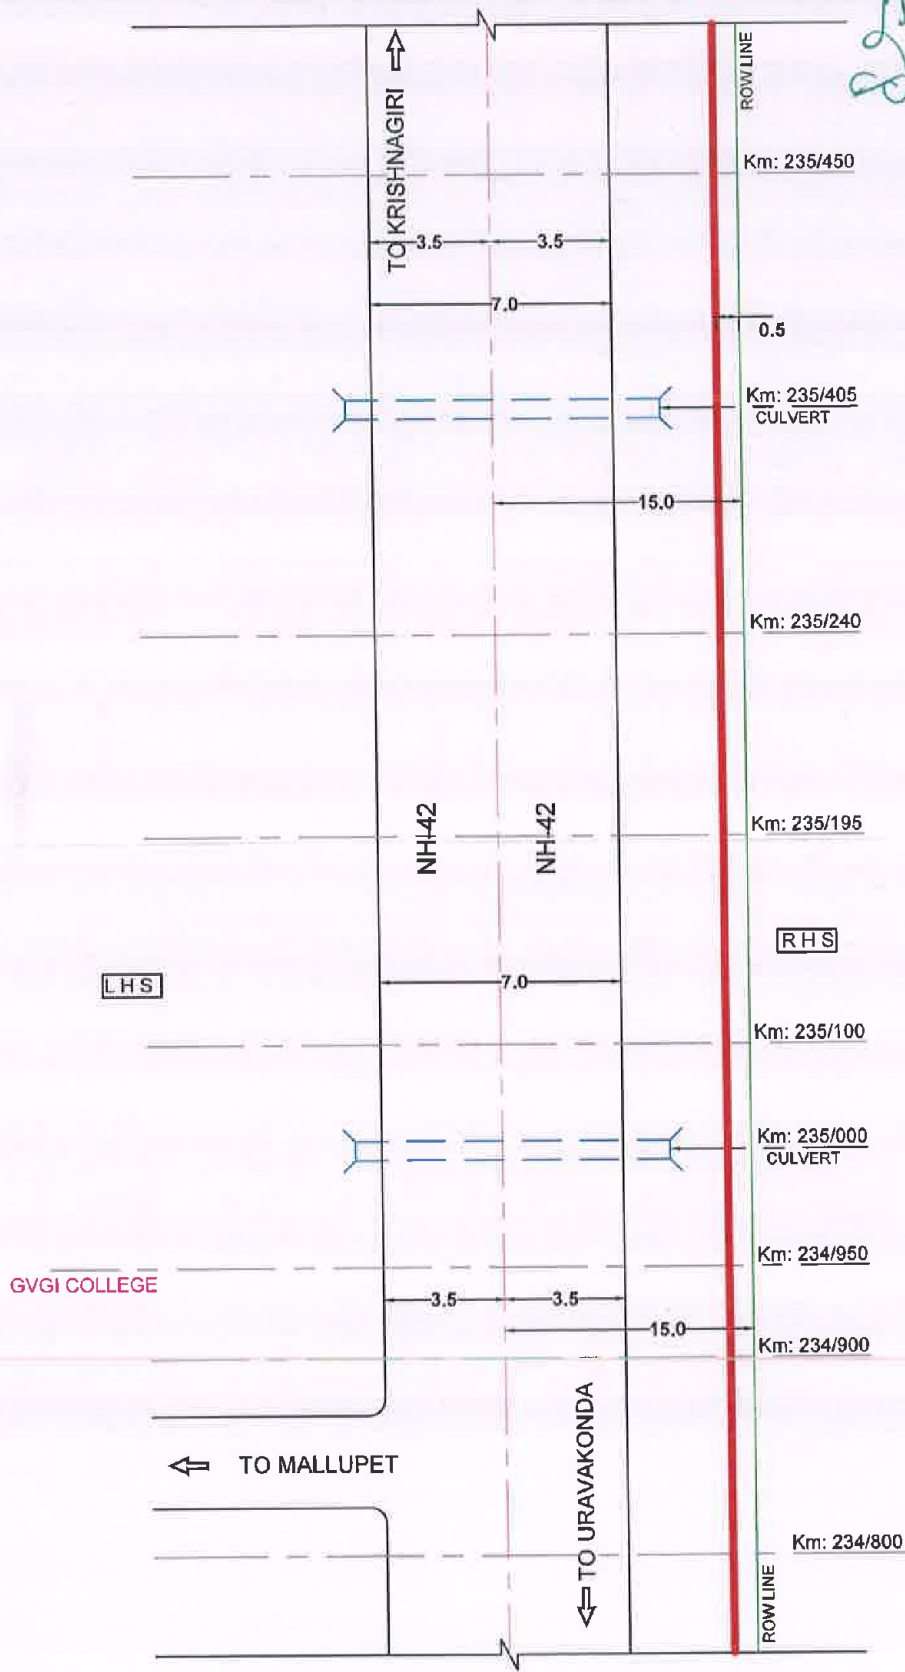 ROW LINE
Km: 235/450
TO KRISHNAGIRI
3.5
3.5
7.0
0.5
Km: 235/405
CULVERT
15.0
Km: 235/240
NH-42
NH-42
Km: 235/195
RHS
LHS
7.0
Km: 235/100
Km: 235/000
CULVERT
Km: 234/950
GVGI COLLEGE
3.5
3.5
15.0
Km: 234/900
TO MALLUPET
TO URAVAKONDA
Km: 234/800
ROW LINE